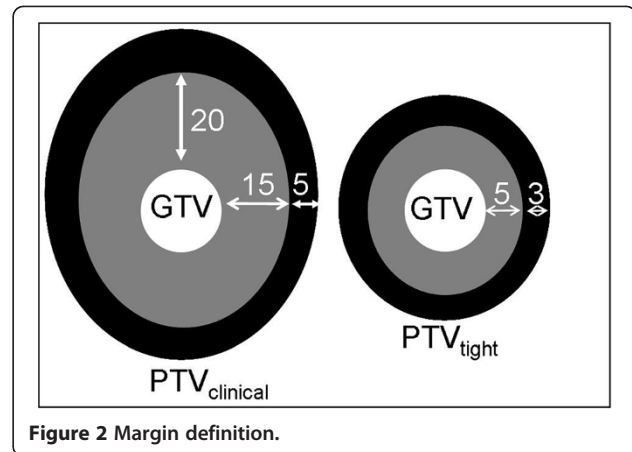 20
15 5
GTV
PTVclinical
5 3
GTV
PTVtight
Figure 2 Margin definition.